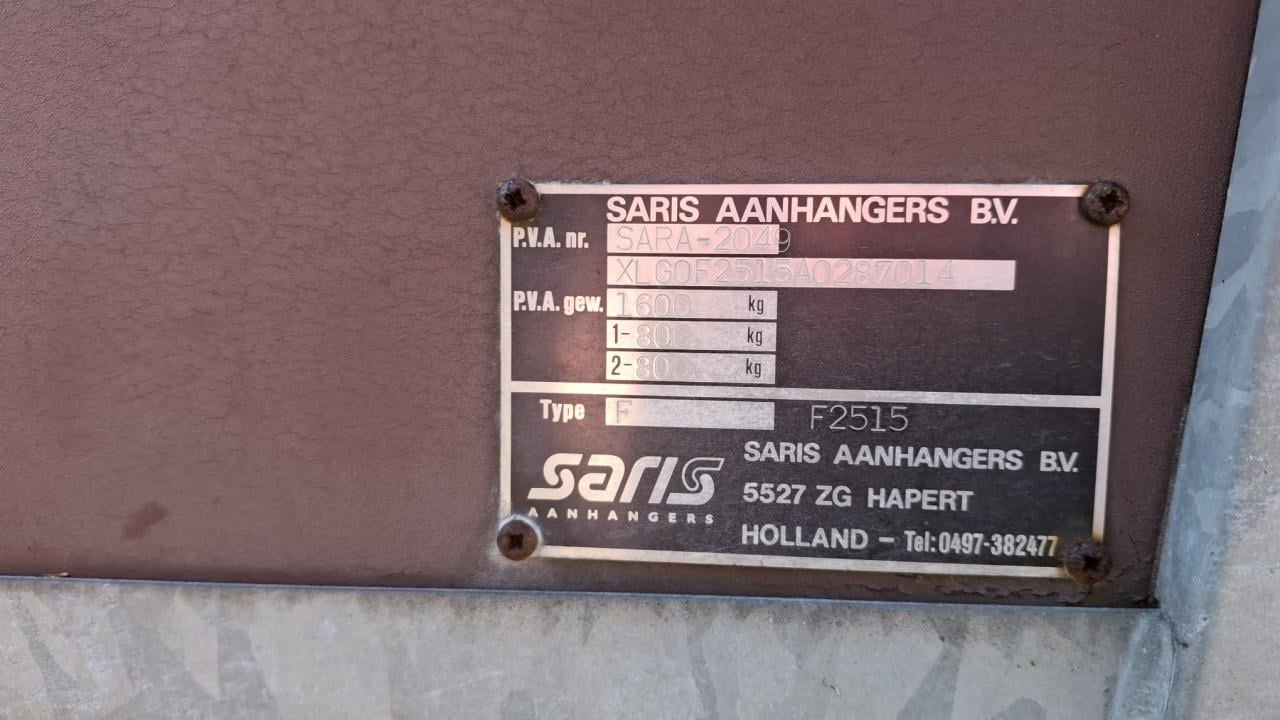 SARIS AANHANGERS B.V.
P.V.A. nr. SARA-2049
XLG0F2515A0287014
P.V.A. gew. 1600 kg
1-800 kg
2-800 kg
Type F F2515
saris
AANHANGERS
SARIS AANHANGERS B.V.
5527 ZG HAPERT
HOLLAND – Tel: 0497-382477